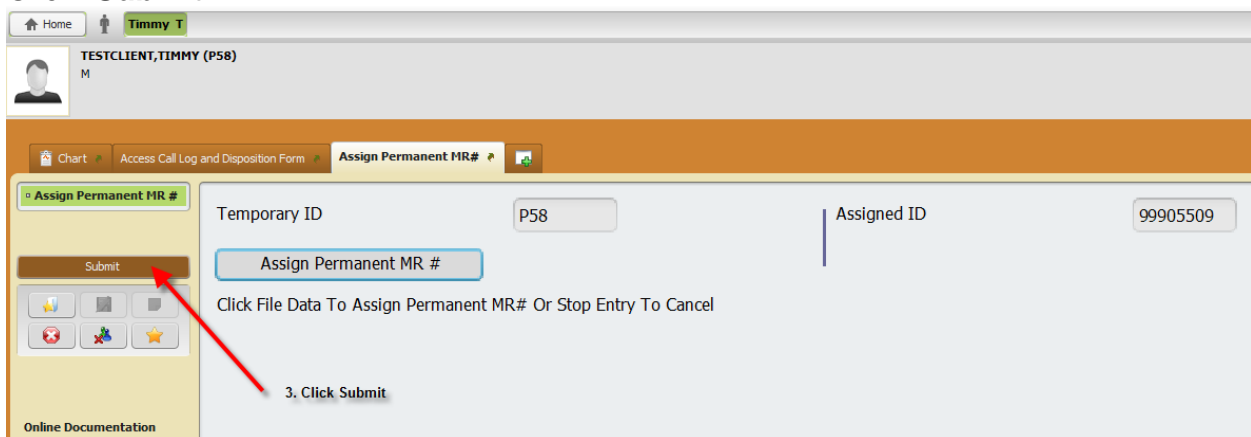 Home Timmy T
TESTCLIENT,TIMMY (P58)
M
Chart Access Call Log and Disposition Form Assign Permanent MR#
Assign Permanent MR #
Temporary ID P58 Assigned ID 99905509
Submit
Assign Permanent MR #
Click File Data To Assign Permanent MR# Or Stop Entry To Cancel
3. Click Submit
Online Documentation